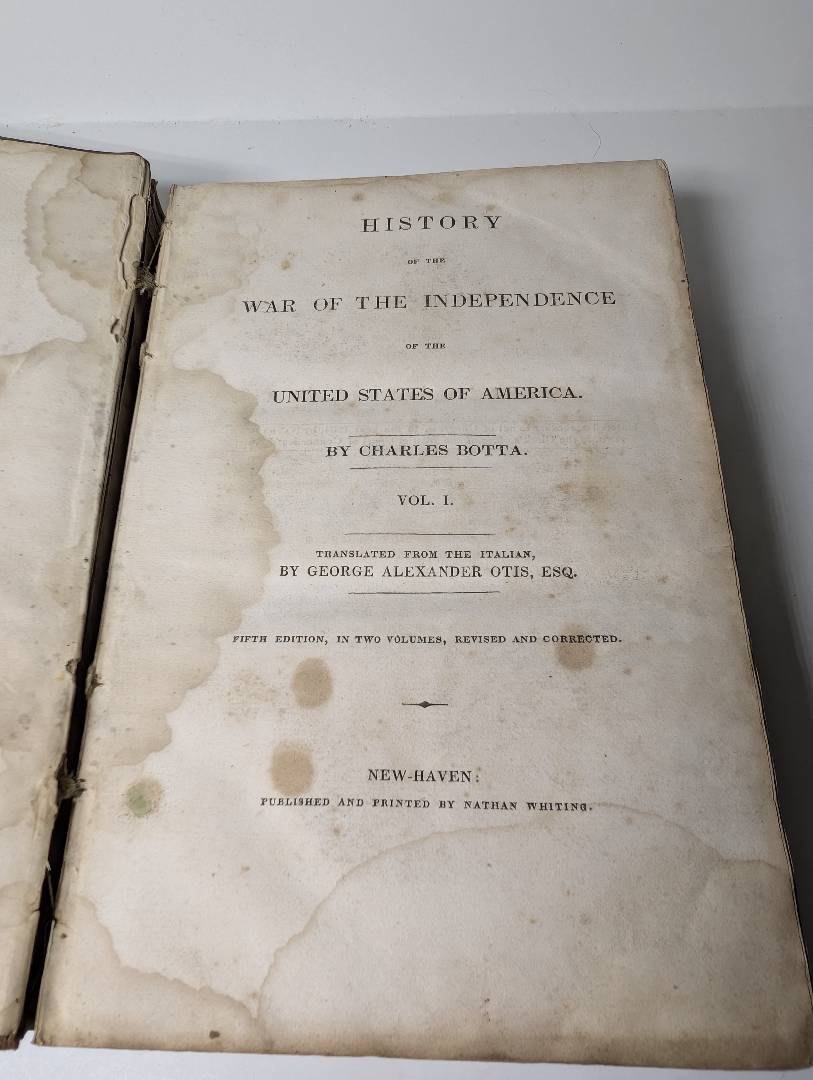 HISTORY
OF THE
WAR OF THE INDEPENDENCE
OF THE
UNITED STATES OF AMERICA.
BY CHARLES BOTTA.
VOL. I.
TRANSLATED FROM THE ITALIAN,
BY GEORGE ALEXANDER OTIS, ESQ.
FIFTH EDITION, IN TWO VOLUMES, REVISED AND CORRECTED.
NEW-HAVEN:
PUBLISHED AND PRINTED BY NATHAN WHITING.